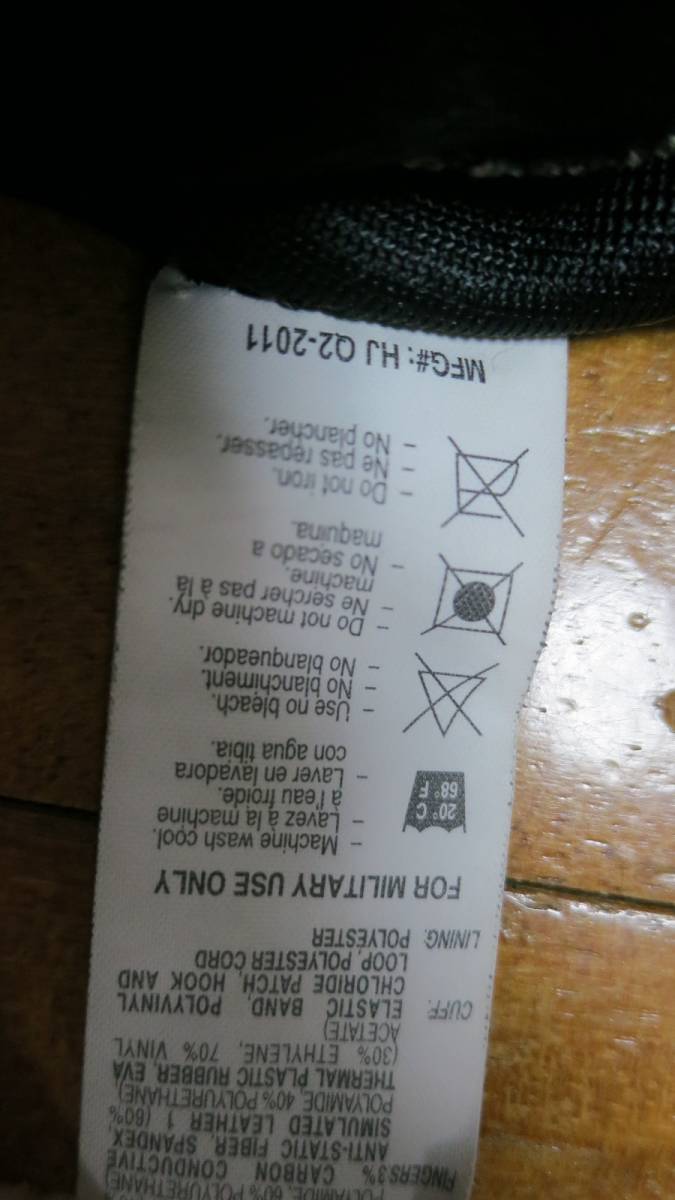 POLYAMIDE, 60% POLYURETHANE)
FINGERS 3% CARBON CONDUCTIVE
ANTI-STATIC FIBER, SPANDEX
SIMULATED LEATHER 1 (60%
POLYAMIDE, 40% POLYURETHANE)
THERMAL PLASTIC RUBBER, EVA
(30% ETHYLENE, 70% VINYL
ACETATE)
CUFF: ELASTIC BAND, POLYVINYL
CHLORIDE PATCH, HOOK AND
LOOP, POLYESTER CORD
LINING: POLYESTER
FOR MILITARY USE ONLY
20° C
68° F
- Machine wash cool.
- Lavez à la machine
à l'eau froide.
- Laver en lavadora
con agua tibia.
- Use no bleach.
- No blanchiment.
- No blanqueador.
- Do not machine dry.
- Ne sercher pas à la
machine.
- No secado a
maquina.
- Do not iron.
- Ne pas repasser.
- No plancher.
MFG#: HJ Q2-2011